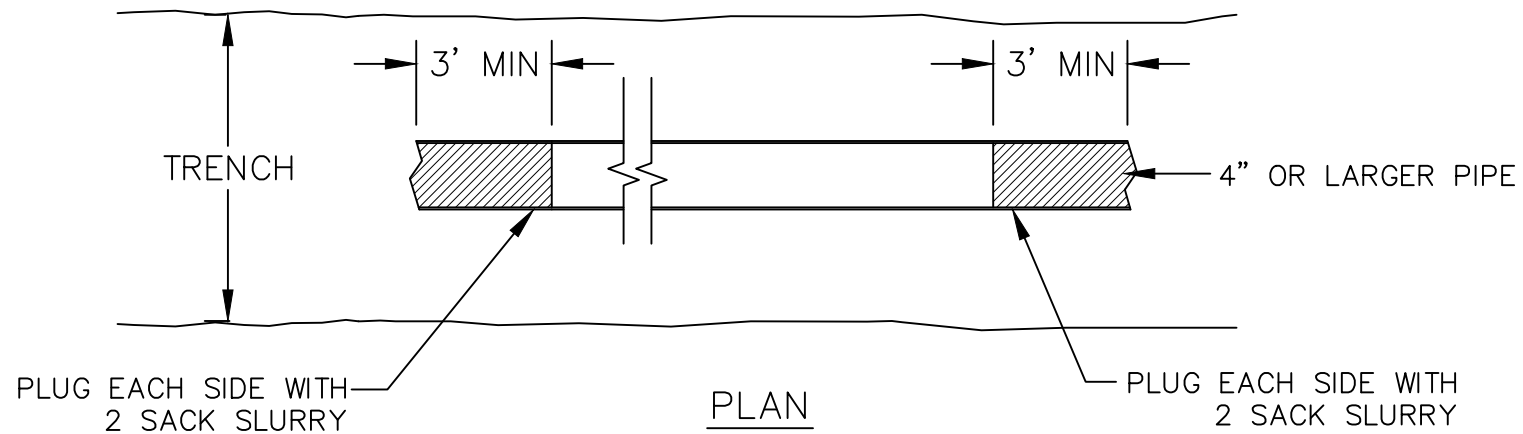 3' MIN
3' MIN
TRENCH
4" OR LARGER PIPE
PLUG EACH SIDE WITH
2 SACK SLURRY
PLAN
PLUG EACH SIDE WITH
2 SACK SLURRY